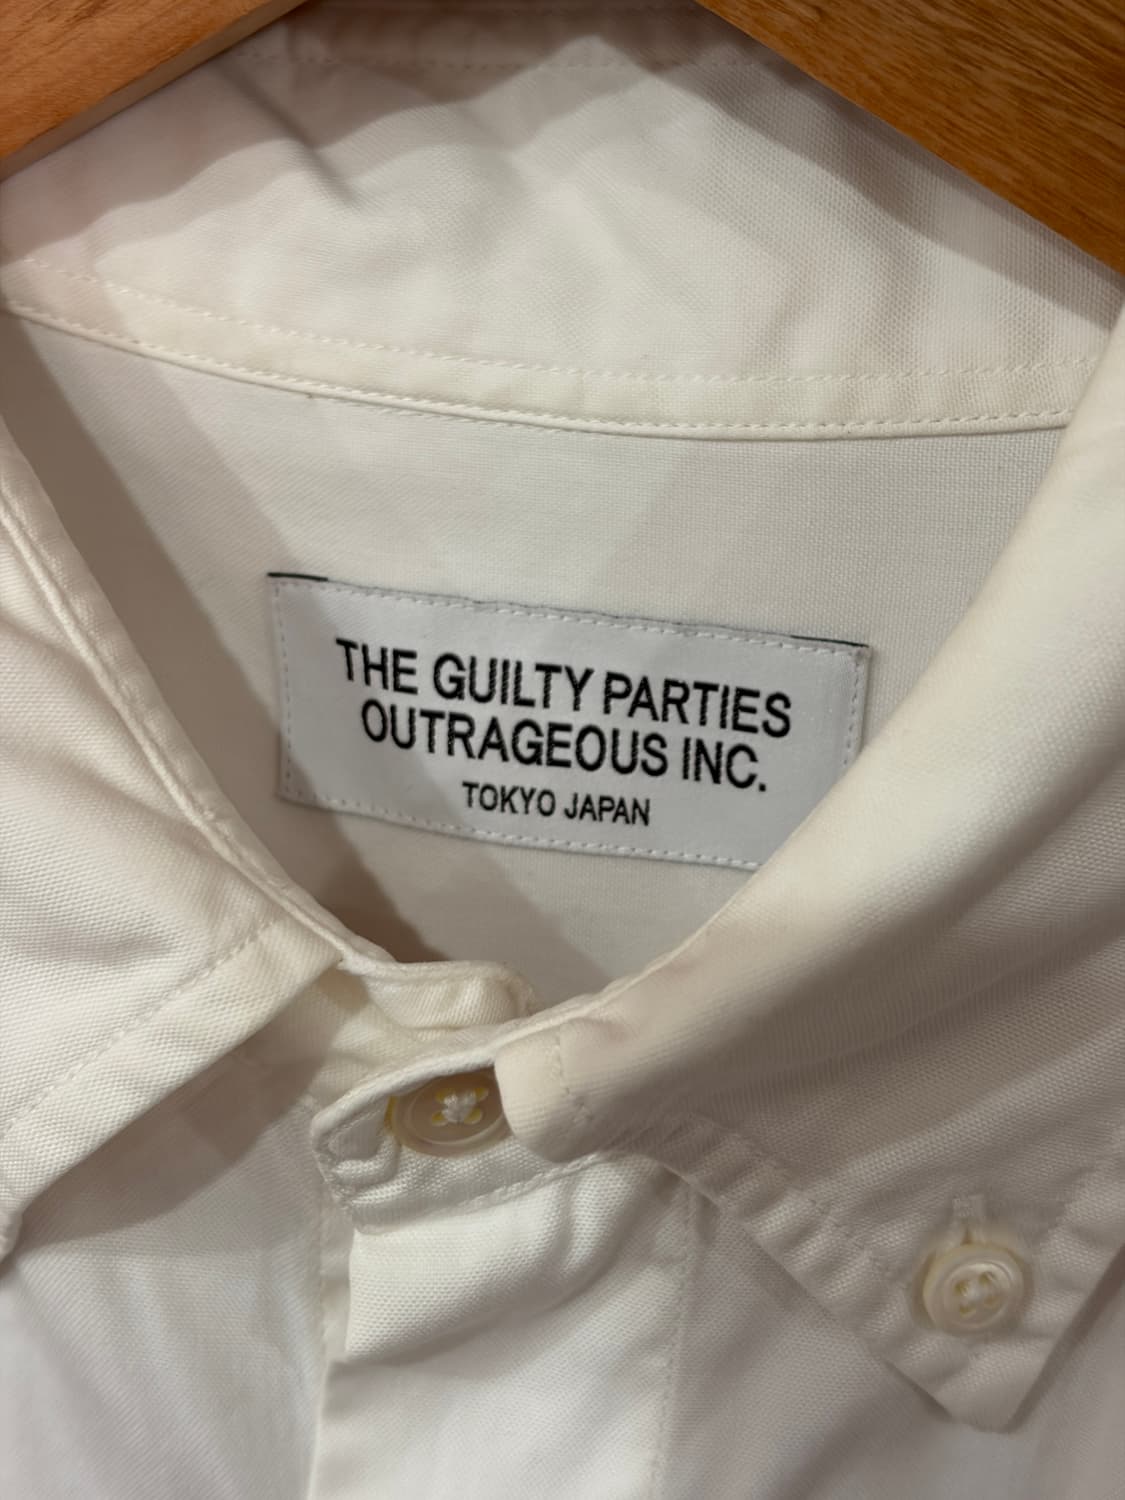 THE GUILTY PARTIES
OUTRAGEOUS INC.
TOKYO JAPAN